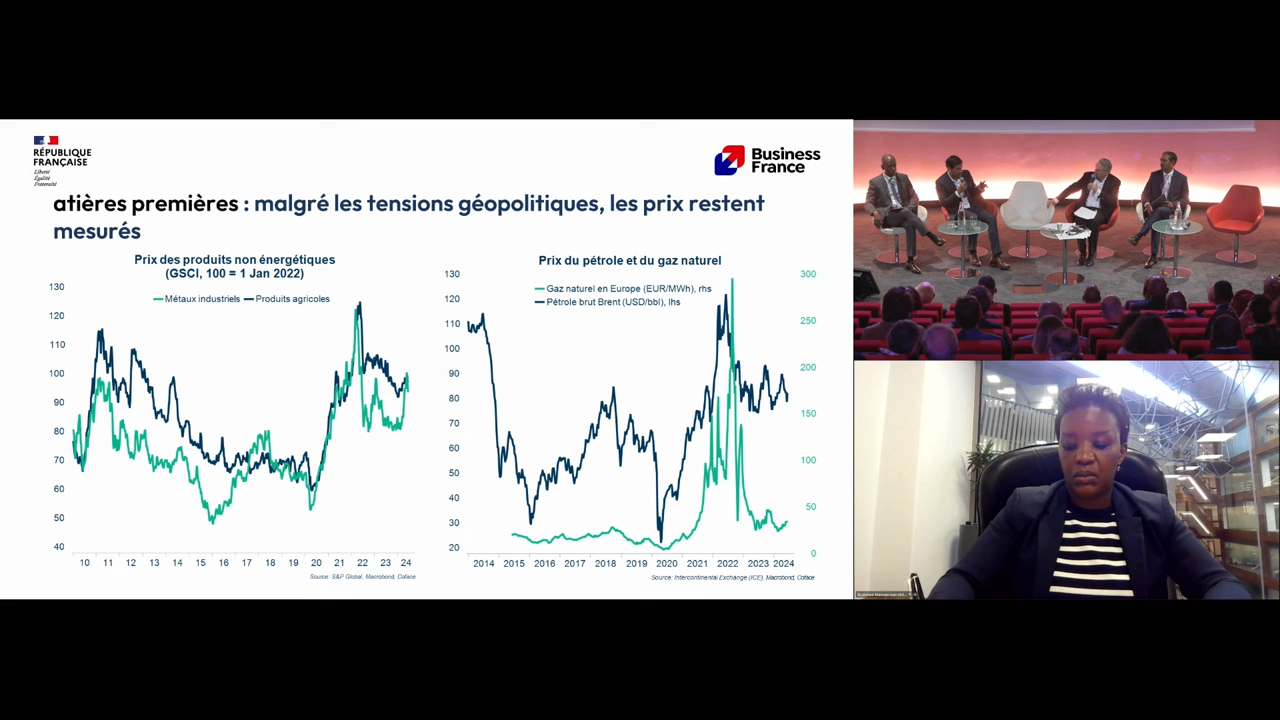 RÉPUBLIQUE
FRANÇAISE
Liberté
Égalité
Fraternité
Business
France
atières premières : malgré les tensions géopolitiques, les prix restent
mesurés
Prix des produits non énergétiques
(GSCI, 100 = 1 Jan 2022)
Métaux industriels
Produits agricoles
130
120
110
100
90
80
70
60
50
40
10 11 12 13 14 15 16 17 18 19 20 21 22 23 24
Source: S&P Global, Macrobond, Coface
Prix du pétrole et du gaz naturel
Gaz naturel en Europe (EUR/MWh), rhs
Pétrole brut Brent (USD/bbl), lhs
130
120
110
100
90
80
70
60
50
40
30
20
300
250
200
150
100
50
0
2014 2015 2016 2017 2018 2019 2020 2021 2022 2023 2024
Source: Intercontinental Exchange (ICE), Macrobond, Coface